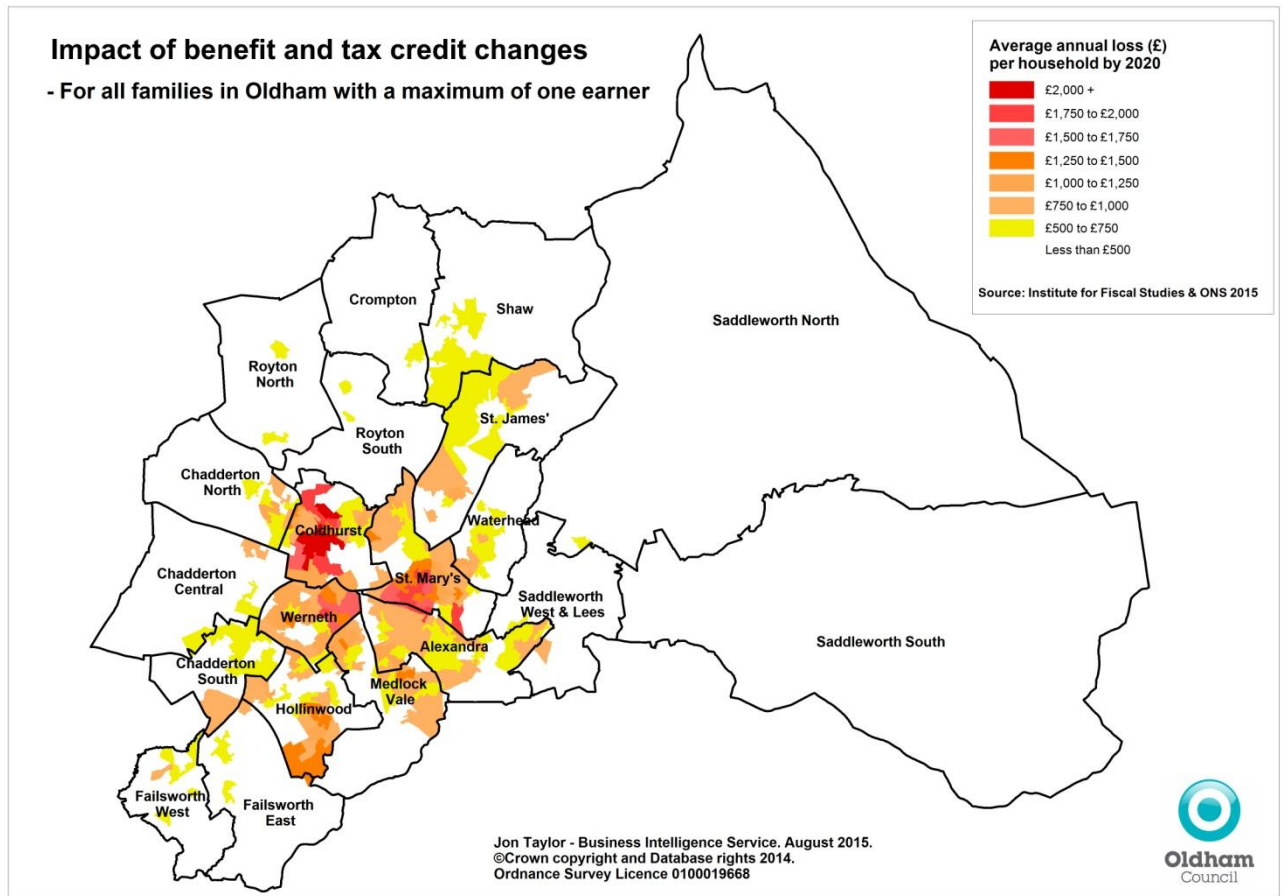 Impact of benefit and tax credit changes
- For all families in Oldham with a maximum of one earner
Average annual loss (£)
per household by 2020
£2,000 +
£1,750 to £2,000
£1,500 to £1,750
£1,250 to £1,500
£1,000 to £1,250
£750 to £1,000
£500 to £750
Less than £500
Source: Institute for Fiscal Studies & ONS 2015
Crompton
Shaw
Saddleworth North
Royton
North
St. James'
Royton
South
Chadderton
North
Coldhurst
Waterhead
Chadderton
Central
St. Mary's
Saddleworth
West & Lees
Werneth
Alexandra
Saddleworth South
Chadderton
South
Medlock
Vale
Hollinwood
Failsworth
West
Failsworth
East
Jon Taylor - Business Intelligence Service. August 2015.
©Crown copyright and Database rights 2014.
Ordnance Survey Licence 0100019668
Oldham
Council